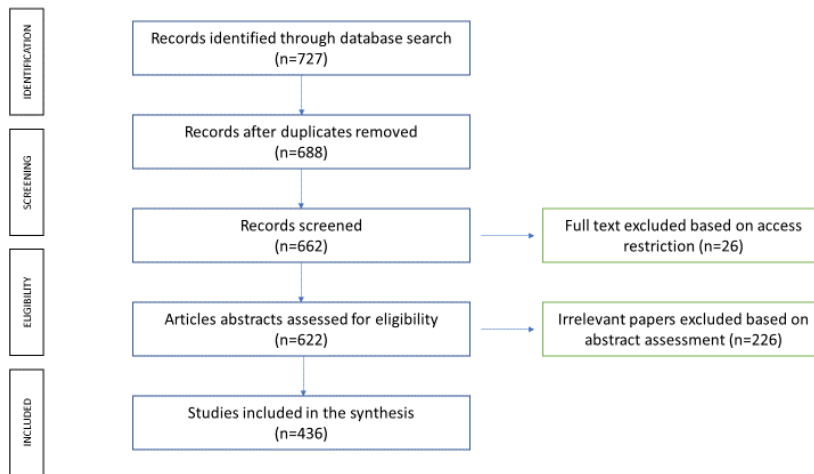 IDENTIFICATION
Records identified through database search
(n=727)
Records after duplicates removed
(n=688)
SCREENING
Records screened
(n=662)
Full text excluded based on access
restriction (n=26)
ELIGIBILITY
Articles abstracts assessed for eligibility
(n=622)
Irrelevant papers excluded based on
abstract assessment (n=226)
INCLUDED
Studies included in the synthesis
(n=436)